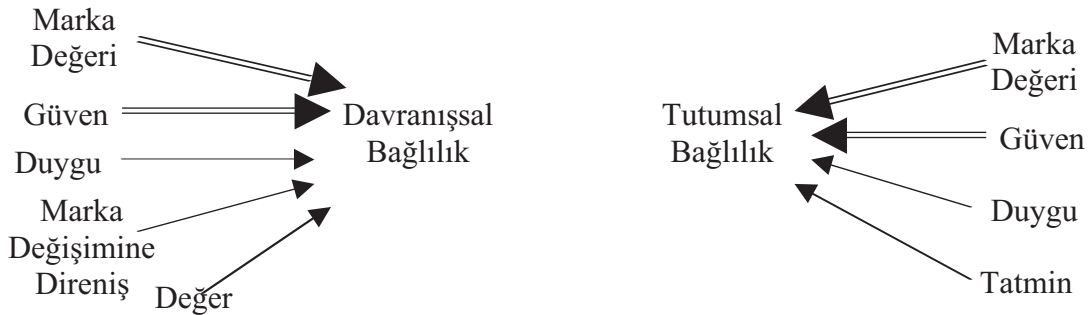 Marka
Değeri
Güven
Duygu
Marka
Değişimine
Direniş
Değer
Davranışsal
Bağlılık
Tutumsal
Bağlılık
Marka
Değeri
Güven
Duygu
Tatmin